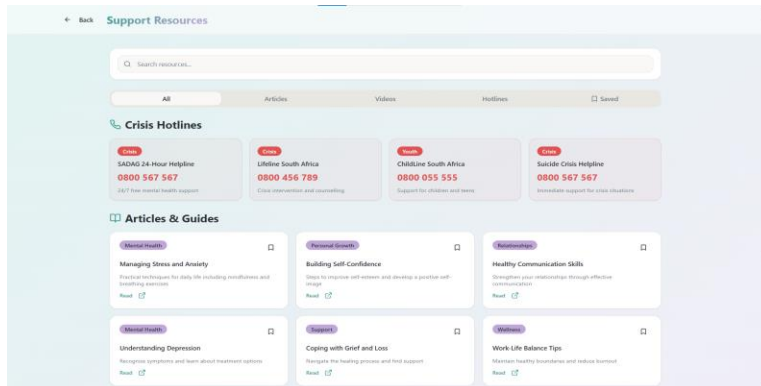 ← Back Support Resources
Search resources...
All Articles Videos Hotlines Saved
Crisis Hotlines
Crisis Crisis Youth Crisis
SADAG 24-Hour Helpline Lifeline South Africa ChildLine South Africa Suicide Crisis Helpline
0800 567 567 0800 456 789 0800 055 555 0800 567 567
24/7 free mental health support Crisis intervention and counselling Support for children and teens Immediate support for crisis situations
Articles & Guides
Mental Health Personal Growth Relationships
Managing Stress and Anxiety Building Self-Confidence Healthy Communication Skills
Practical techniques for daily life including mindfulness and Steps to improve self-esteem and develop a positive self- Strengthen your relationships through effective
breathing exercises image communication
Read Read Read
Mental Health Support Wellness
Understanding Depression Coping with Grief and Loss Work-Life Balance Tips
Recognise symptoms and learn about treatment options Navigate the healing process and find support Maintain healthy boundaries and reduce burnout
Read Read Read